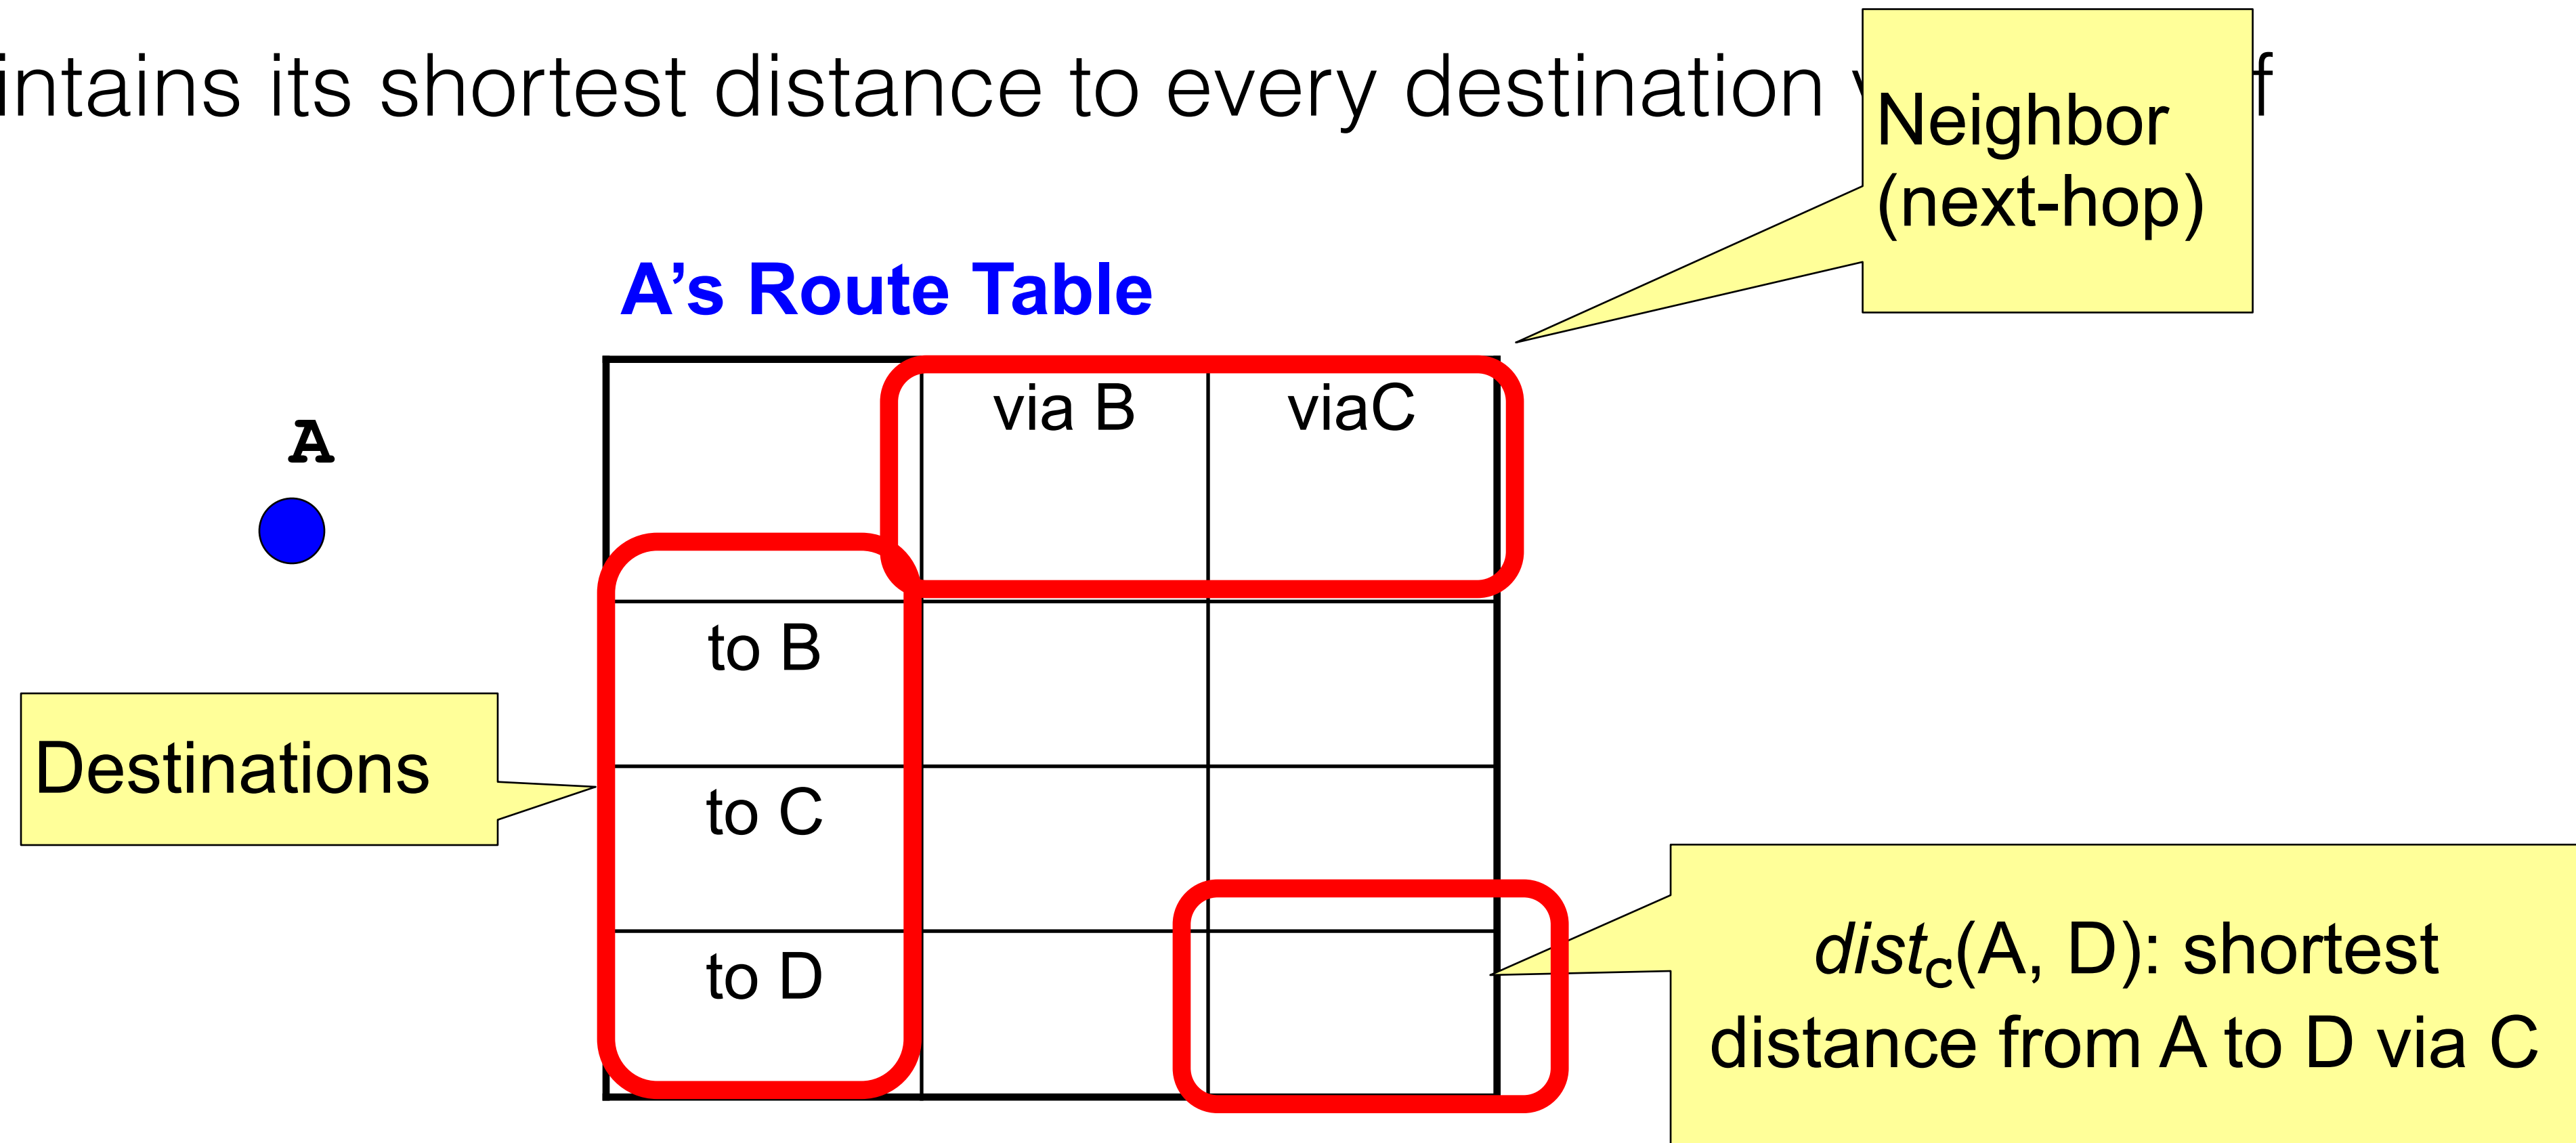 intains its shortest distance to every destination
Neighbor
(next-hop)
A's Route Table
via B viaC
A
to B
Destinations
to C
to D
dist_C(A, D): shortest
distance from A to D via C